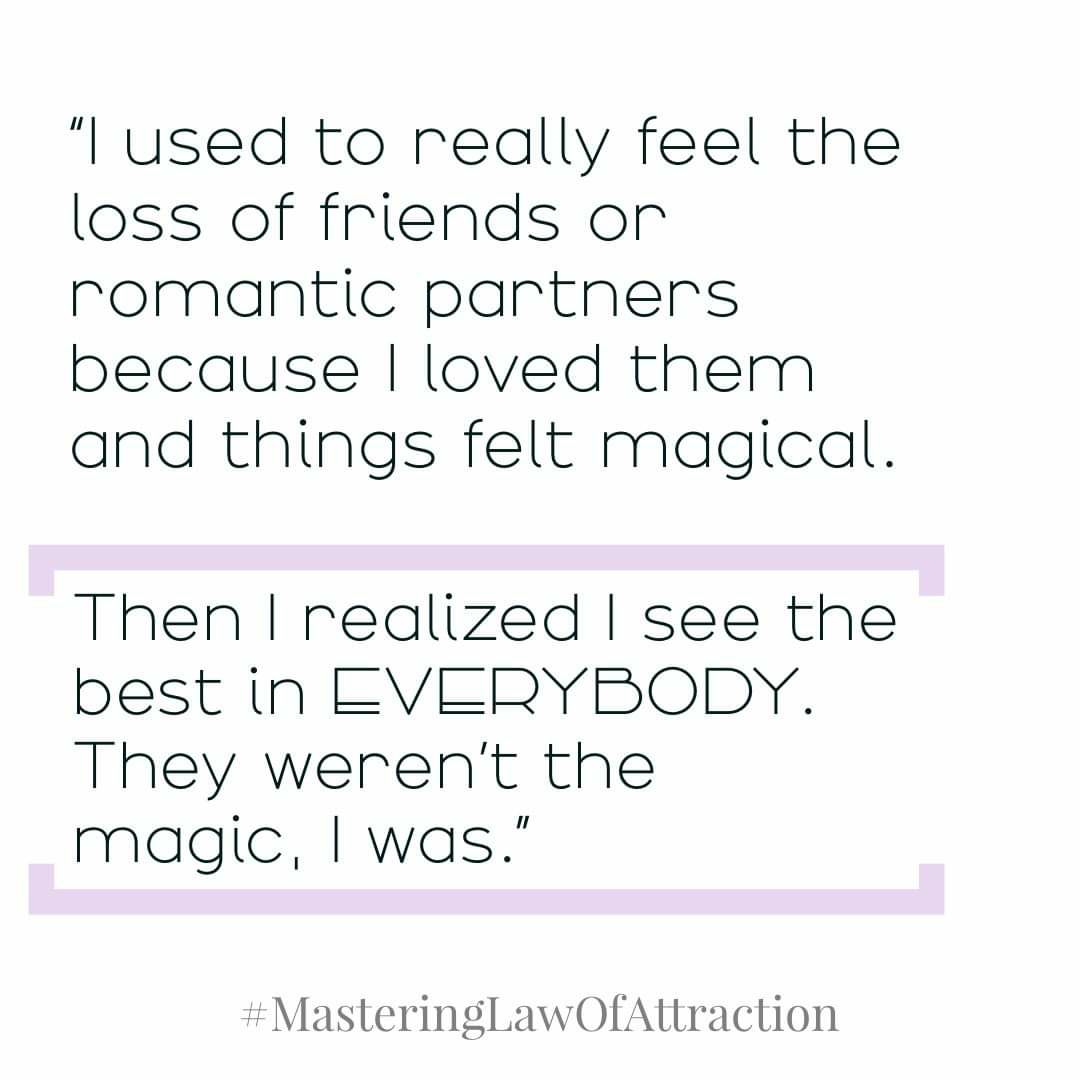 "I used to really feel the
loss of friends or
romantic partners
because I loved them
and things felt magical.
Then I realized I see the
best in EVERYBODY.
They weren't the
magic, I was."
#MasteringLawOfAttraction